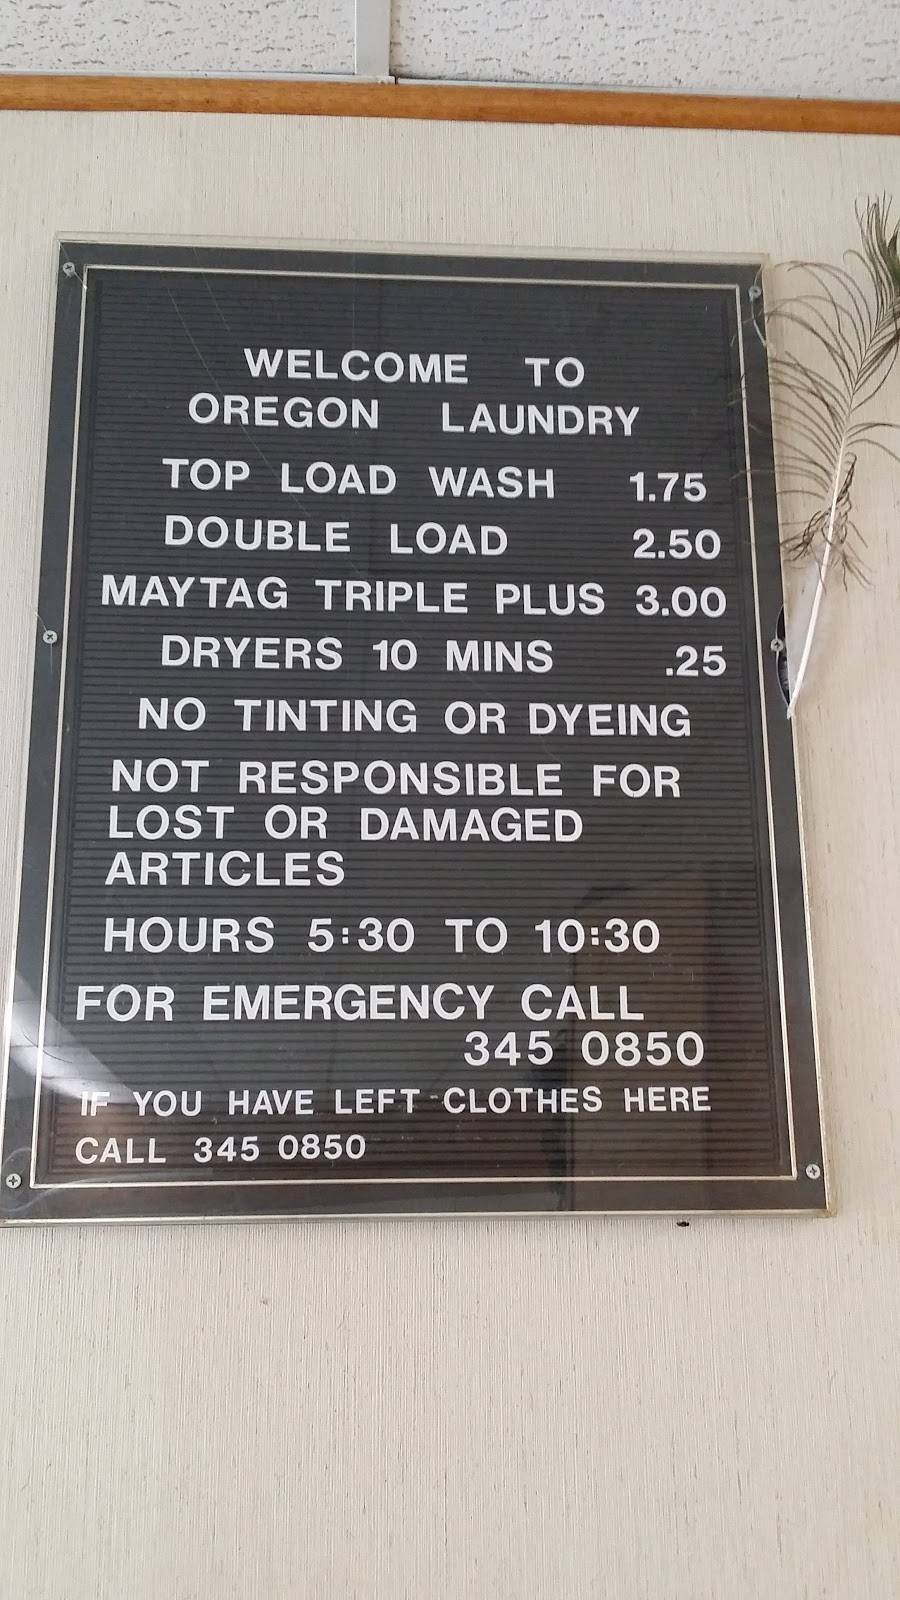 WELCOME TO
OREGON LAUNDRY
TOP LOAD WASH 1.75
DOUBLE LOAD 2.50
MAYTAG TRIPLE PLUS 3.00
DRYERS 10 MINS .25
NO TINTING OR DYEING
NOT RESPONSIBLE FOR
LOST OR DAMAGED
ARTICLES
HOURS 5:30 TO 10:30
FOR EMERGENCY CALL
345 0850
IF YOU HAVE LEFT CLOTHES HERE
CALL 345 0850